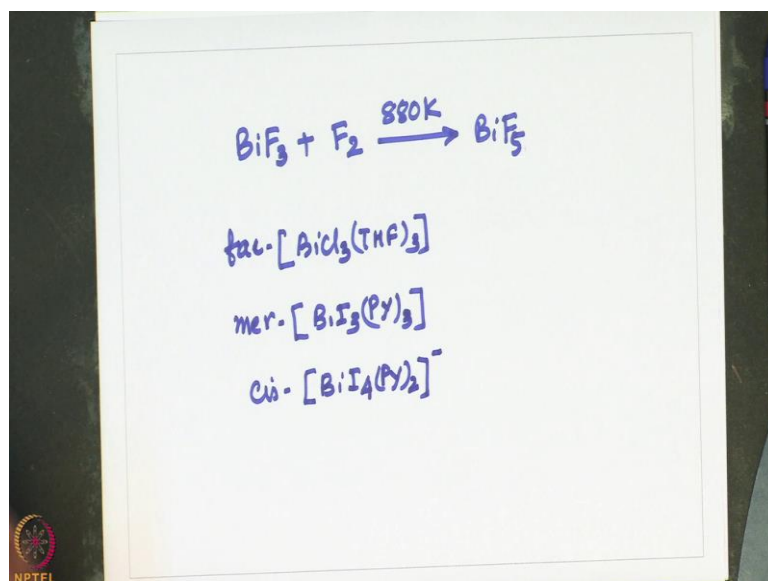 BiF₃ + F₂ 880K → BiF₅
fac-[BiCl₃(THF)₃]
mer-[BiI₃(PY)₃]
cis-[BiI₄(PY)₂]⁻
NPTEL